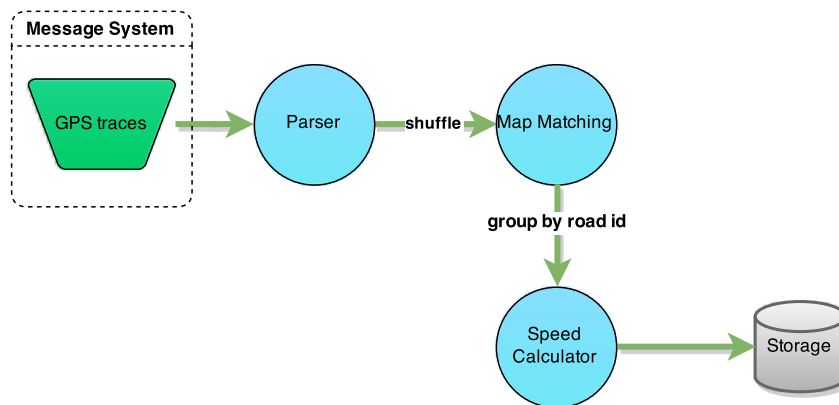 Message System
GPS traces
Parser
shuffle
Map Matching
group by road id
Speed
Calculator
Storage